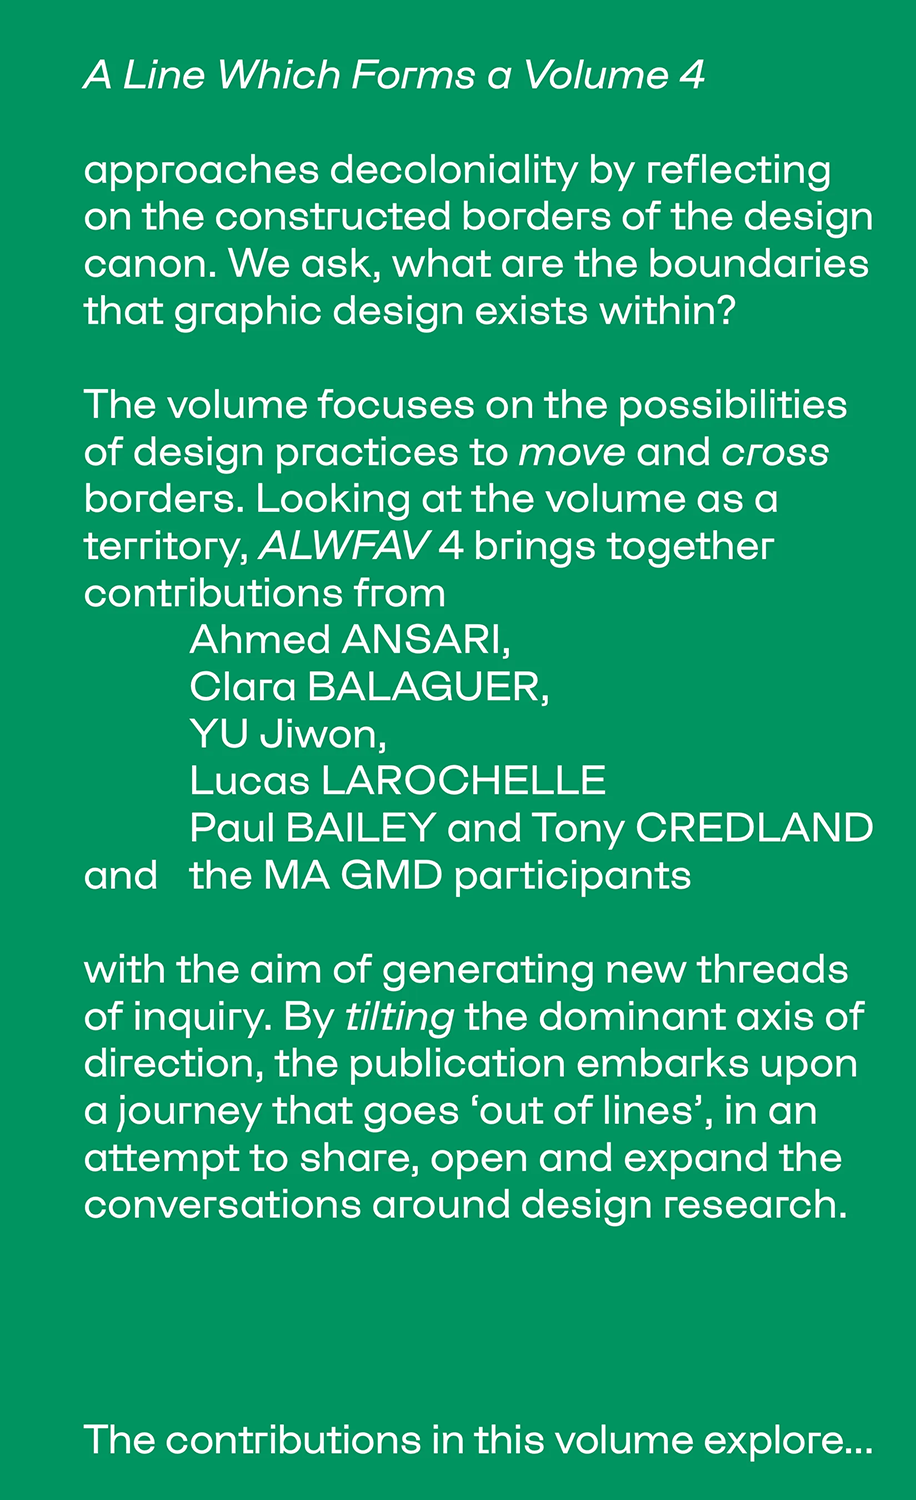 A Line Which Forms a Volume 4
approaches decoloniality by reflecting
on the constructed borders of the design
canon. We ask, what are the boundaries
that graphic design exists within?
The volume focuses on the possibilities
of design practices to move and cross
borders. Looking at the volume as a
territory, ALWFAV 4 brings together
contributions from
Ahmed ANSARI,
Clara BALAGUER,
YU Jiwon,
Lucas LAROCHELLE
Paul BAILEY and Tony CREDLAND
and the MA GMD participants
with the aim of generating new threads
of inquiry. By tilting the dominant axis of
direction, the publication embarks upon
a journey that goes ‘out of lines’, in an
attempt to share, open and expand the
conversations around design research.
The contributions in this volume explore...